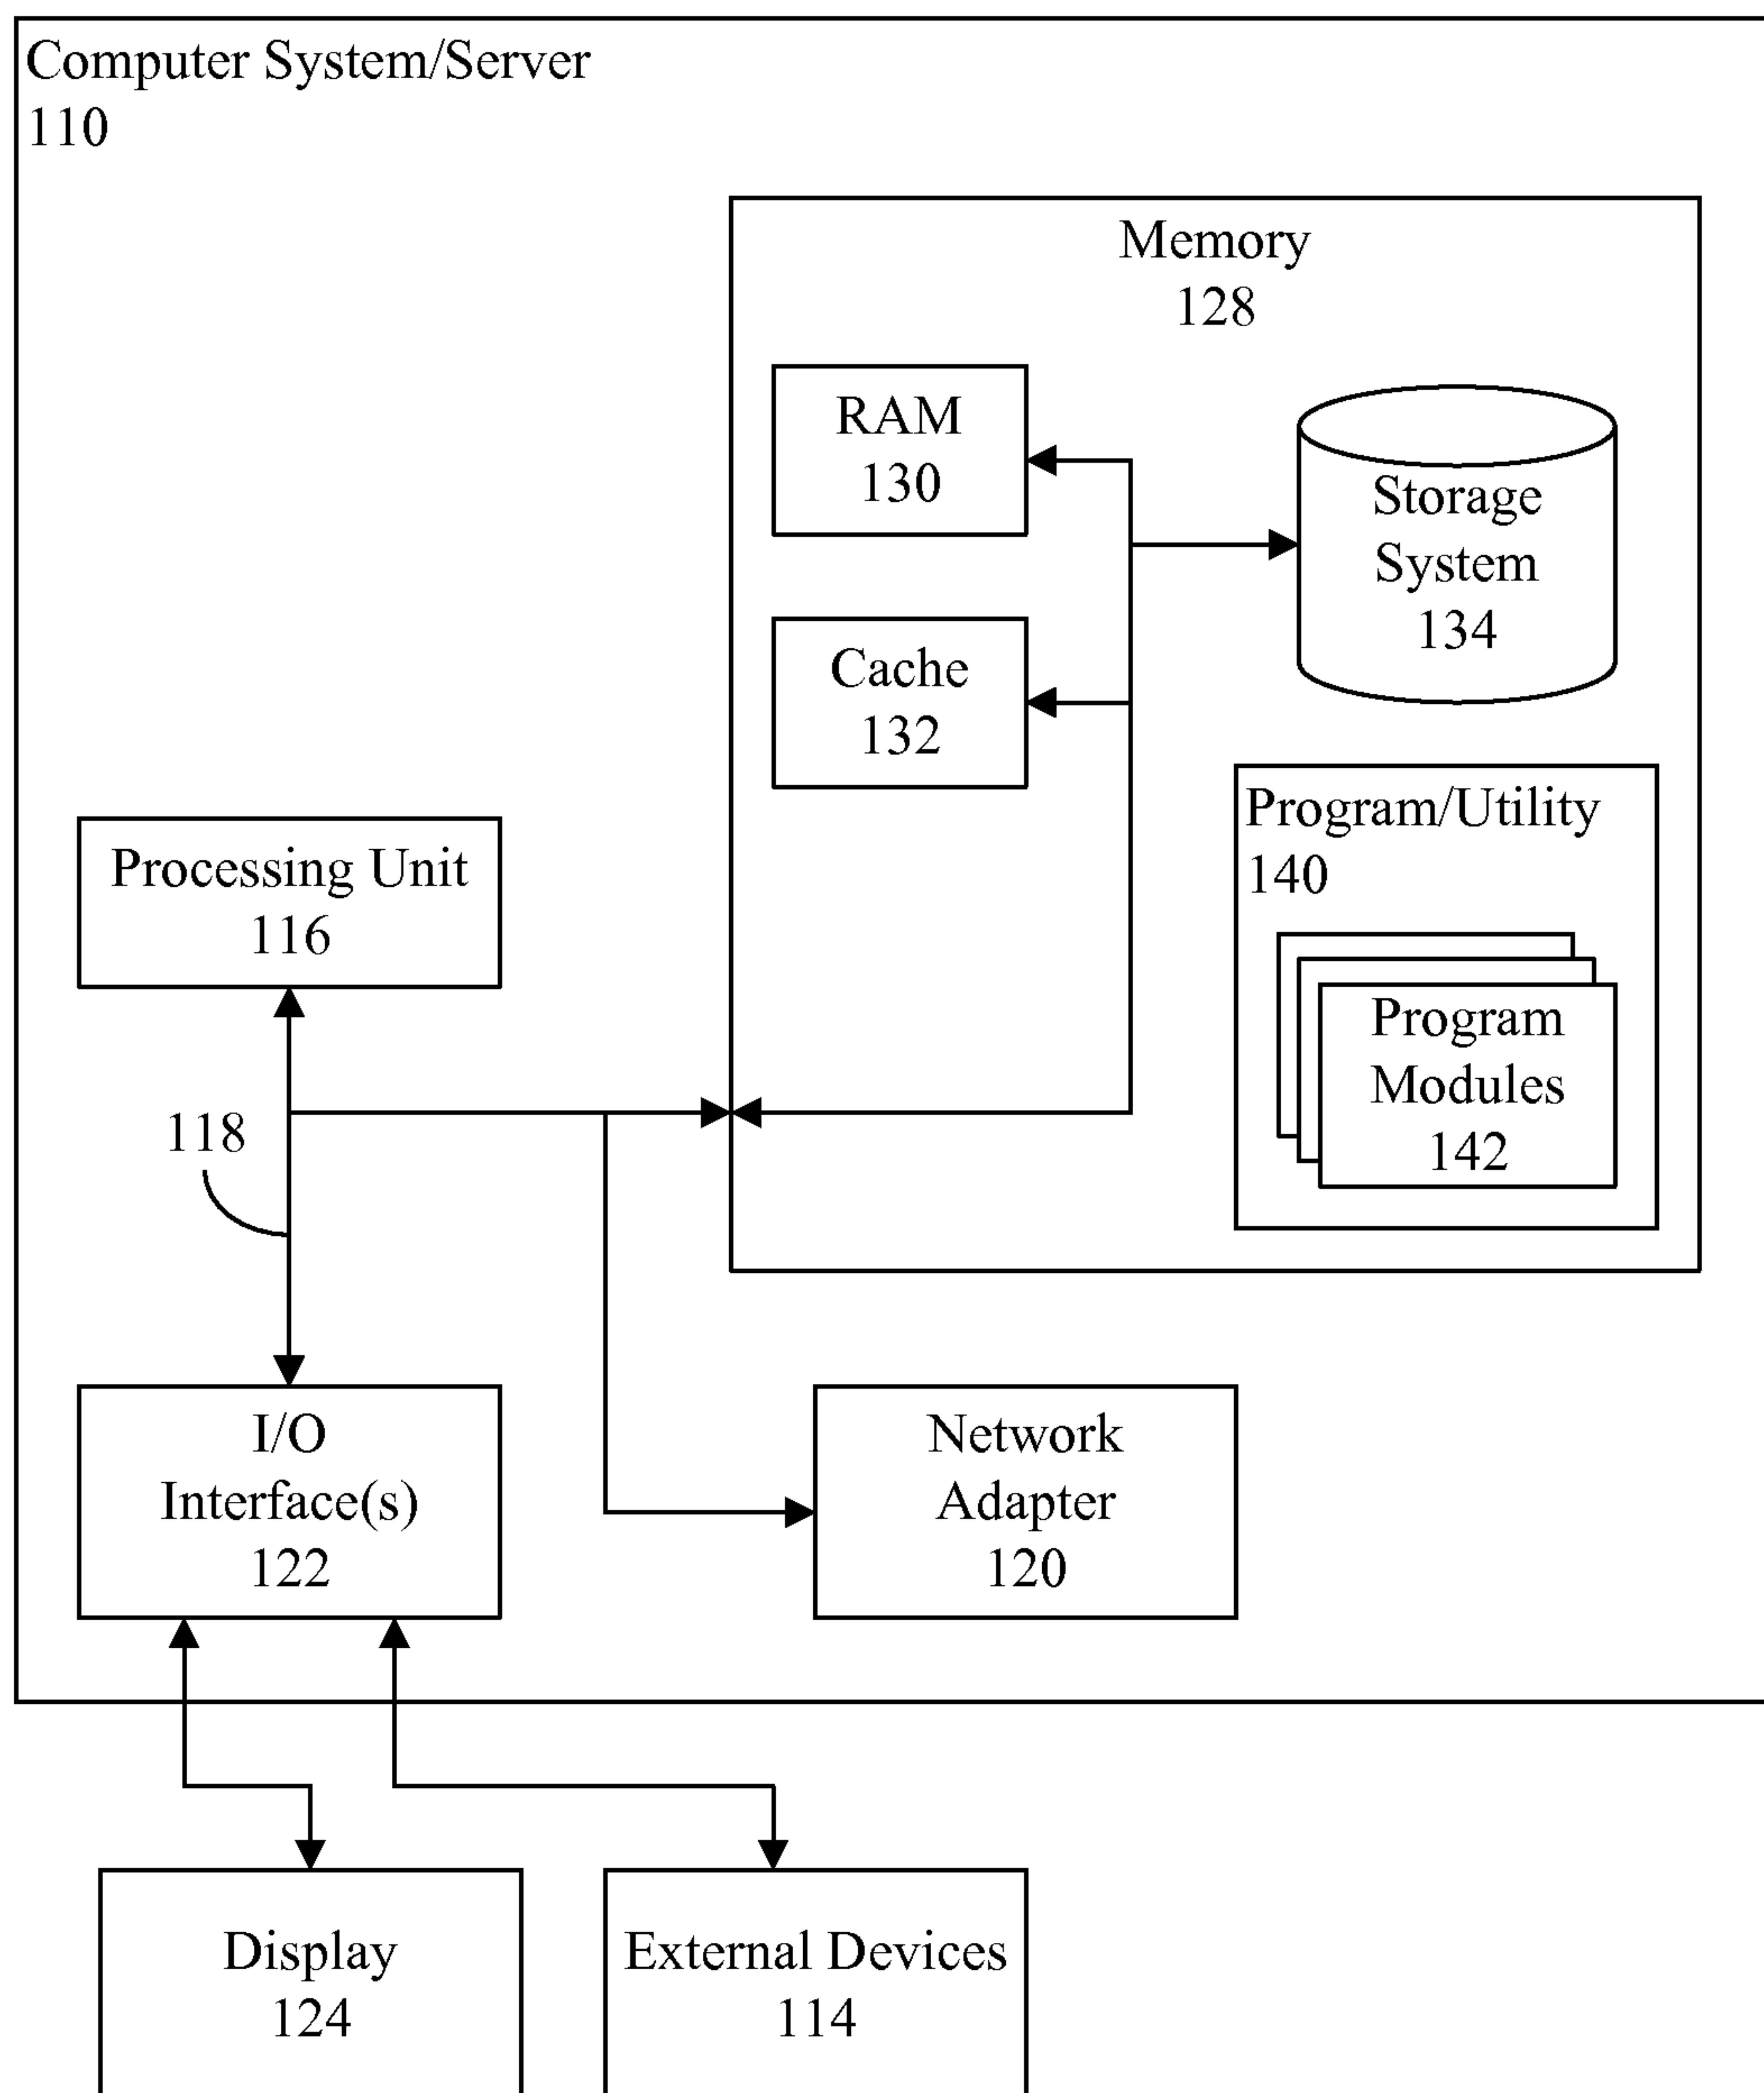 Computer System/Server
110
Memory
128
RAM
130
Storage
System
134
Cache
132
Program/Utility
140
Processing Unit
116
Program
Modules
142
118
I/O
Interface(s)
122
Network
Adapter
120
Display
124
External Devices
114